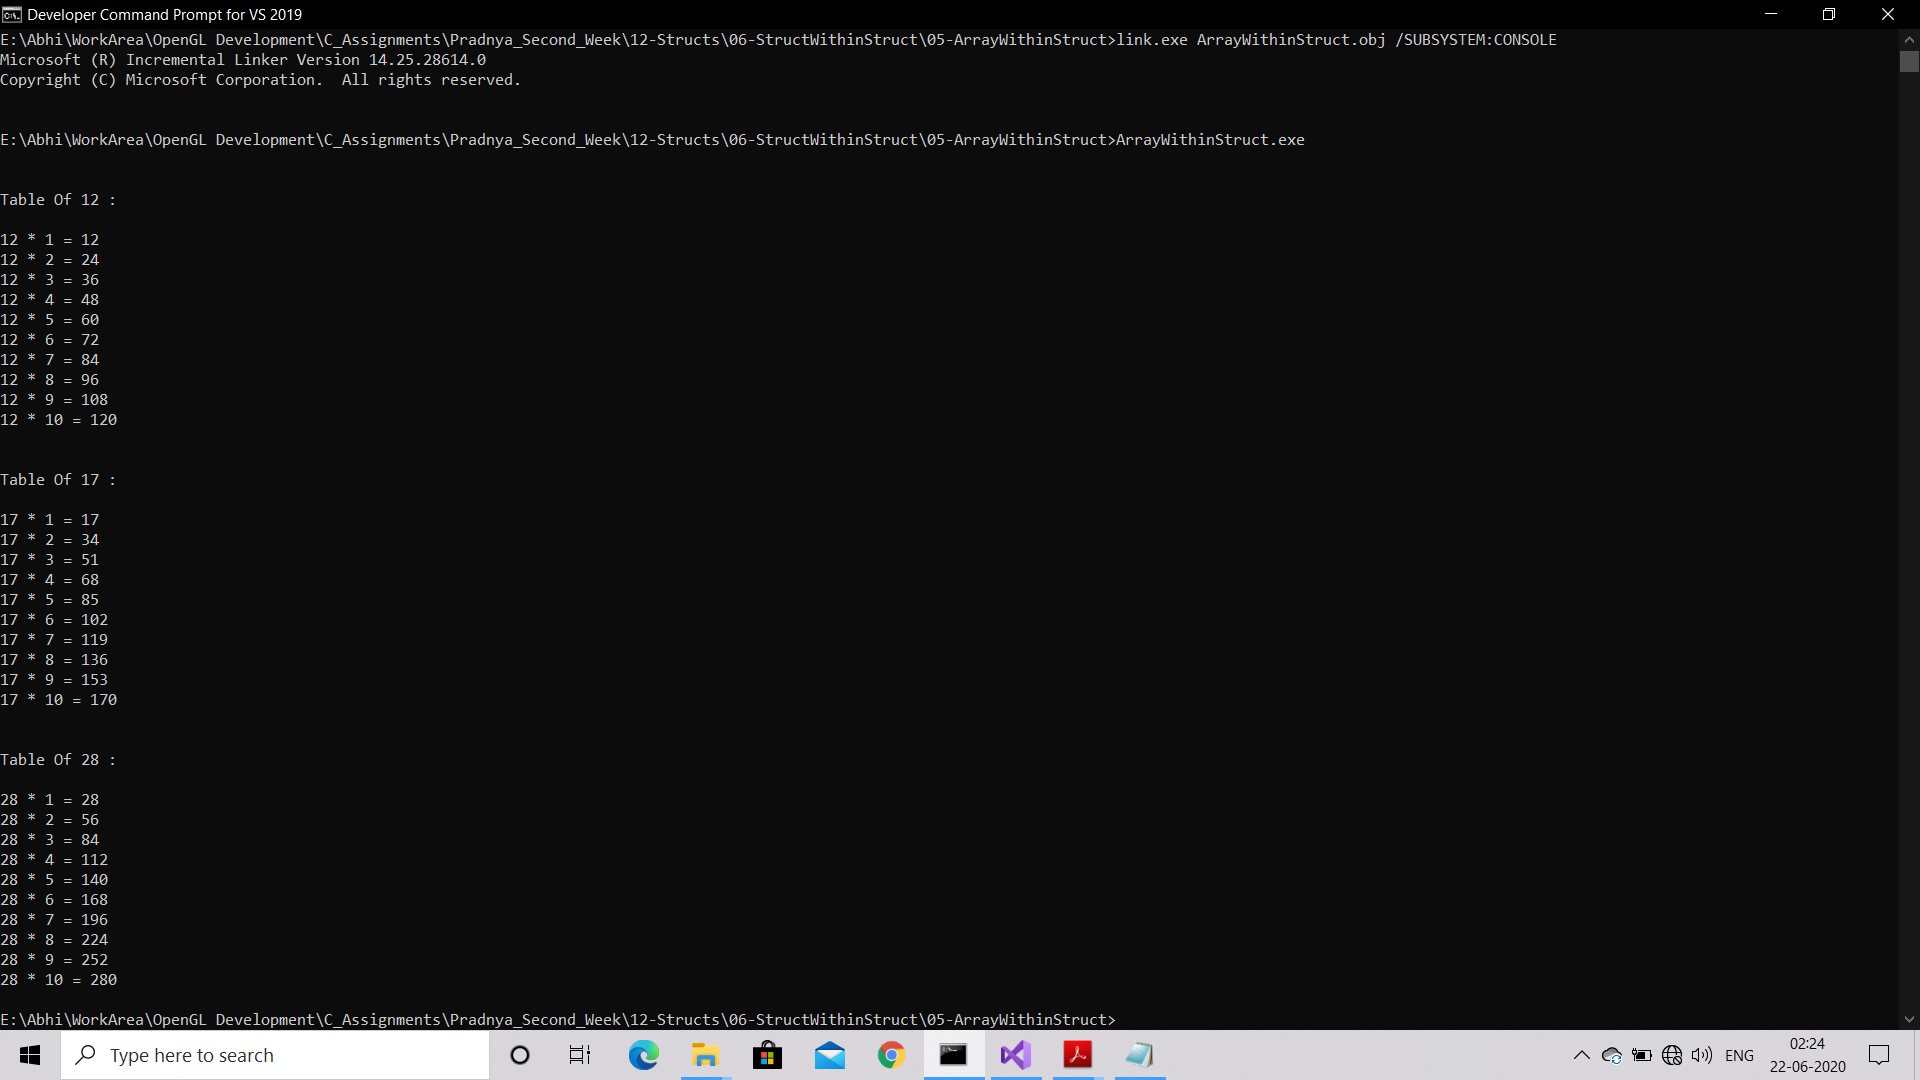 Developer Command Prompt for VS 2019
E:\Abhi\WorkArea\OpenGL Development\C_Assignments\Pradnya_Second_Week\12-Structs\06-StructWithinStruct\05-ArrayWithinStruct>link.exe ArrayWithinStruct.obj /SUBSYSTEM:CONSOLE
Microsoft (R) Incremental Linker Version 14.25.28614.0
Copyright (C) Microsoft Corporation.  All rights reserved.
E:\Abhi\WorkArea\OpenGL Development\C_Assignments\Pradnya_Second_Week\12-Structs\06-StructWithinStruct\05-ArrayWithinStruct>ArrayWithinStruct.exe
Table Of 12 :
12 * 1 = 12
12 * 2 = 24
12 * 3 = 36
12 * 4 = 48
12 * 5 = 60
12 * 6 = 72
12 * 7 = 84
12 * 8 = 96
12 * 9 = 108
12 * 10 = 120
Table Of 17 :
17 * 1 = 17
17 * 2 = 34
17 * 3 = 51
17 * 4 = 68
17 * 5 = 85
17 * 6 = 102
17 * 7 = 119
17 * 8 = 136
17 * 9 = 153
17 * 10 = 170
Table Of 28 :
28 * 1 = 28
28 * 2 = 56
28 * 3 = 84
28 * 4 = 112
28 * 5 = 140
28 * 6 = 168
28 * 7 = 196
28 * 8 = 224
28 * 9 = 252
28 * 10 = 280
E:\Abhi\WorkArea\OpenGL Development\C_Assignments\Pradnya_Second_Week\12-Structs\06-StructWithinStruct\05-ArrayWithinStruct>
Type here to search
ENG
02:24
22-06-2020